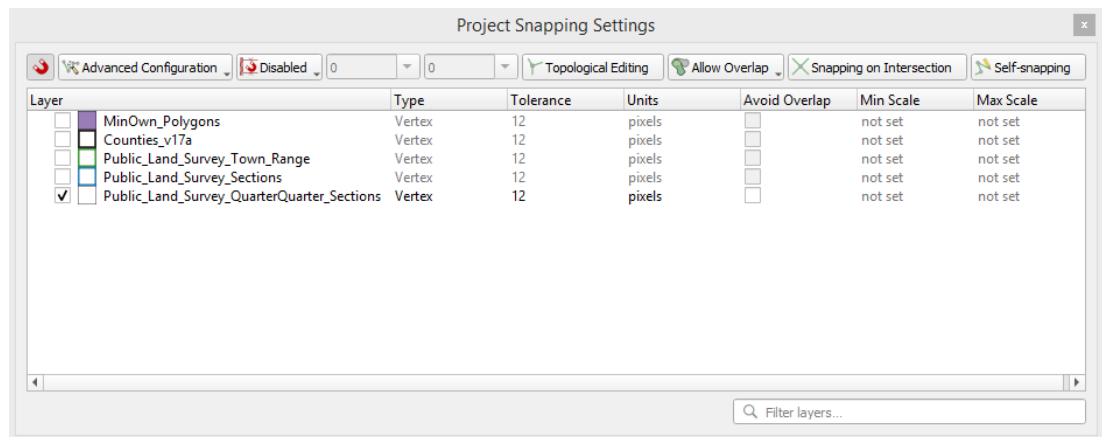 Project Snapping Settings x
Advanced Configuration Disabled 0 0 Topological Editing Allow Overlap Snapping on Intersection Self-snapping
Layer Type Tolerance Units Avoid Overlap Min Scale Max Scale
MinOwn_Polygons Vertex 12 pixels not set not set
Counties_v17a Vertex 12 pixels not set not set
Public_Land_Survey_Town_Range Vertex 12 pixels not set not set
Public_Land_Survey_Sections Vertex 12 pixels not set not set
Public_Land_Survey_QuarterQuarter_Sections Vertex 12 pixels not set not set
Filter layers...